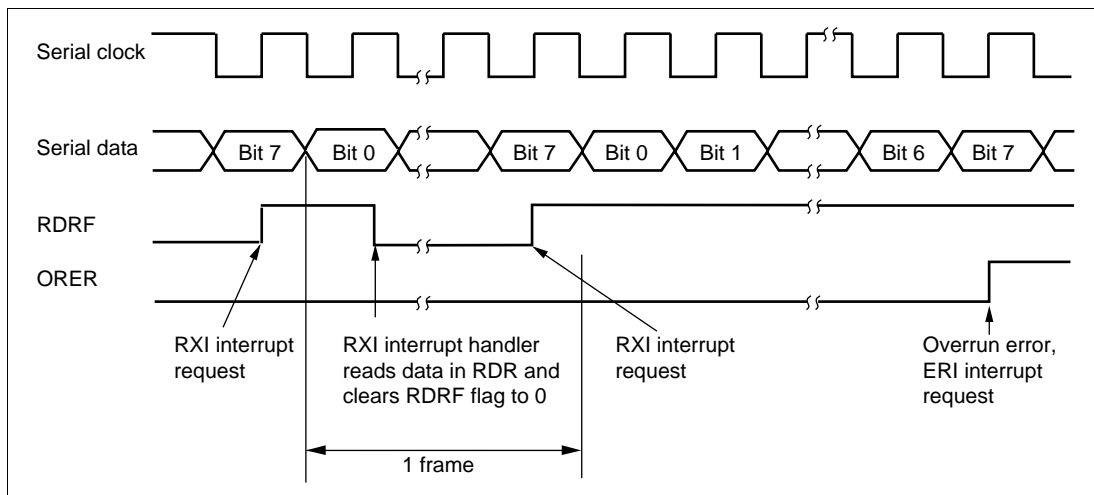 Serial clock
Serial data
Bit 7
Bit 0
Bit 7
Bit 0
Bit 1
Bit 6
Bit 7
RDRF
ORER
RXI interrupt
request
RXI interrupt handler
reads data in RDR and
clears RDRF flag to 0
RXI interrupt
request
Overrun error,
ERI interrupt
request
1 frame